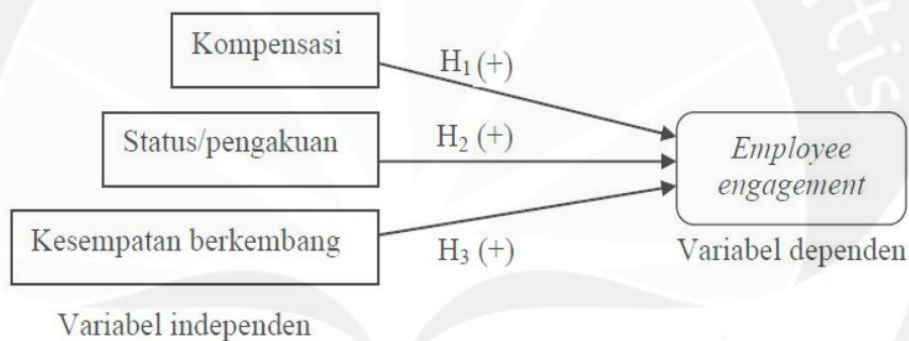 Kompensasi
H₁ (+)
Status/pengakuan
H₂ (+)
Employee
engagement
Kesempatan berkembang
H₃ (+)
Variabel dependen
Variabel independen